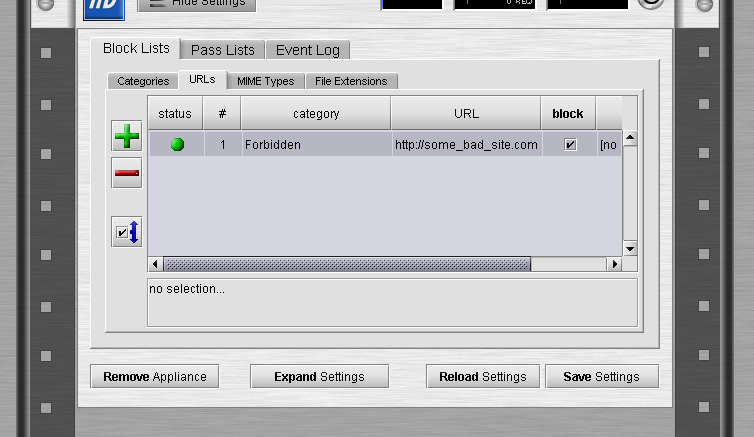 Hide Settings
0 REQ
Block Lists Pass Lists Event Log
Categories URLs MIME Types File Extensions
status # category URL block
1 Forbidden http://some_bad_site.com [no
no selection...
Remove Appliance Expand Settings Reload Settings Save Settings